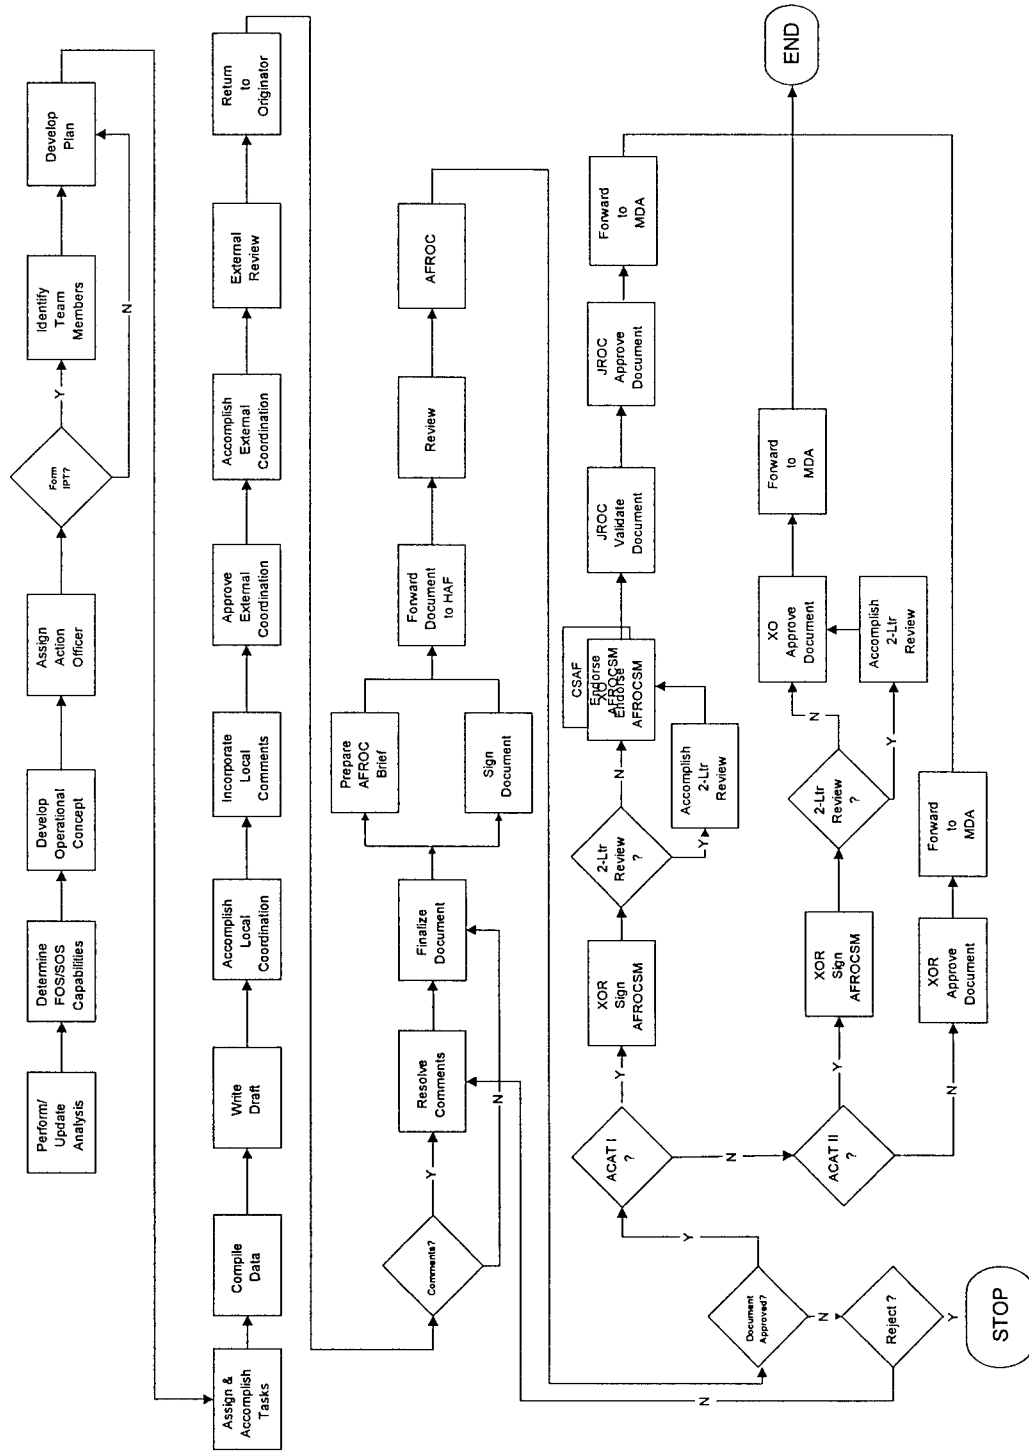 Perform/
Update
Analysis
Determine
FOS/SOS
Capabilities
Develop
Operational
Concept
Assign
Action
Officer
Form
IPT?
Y
N
Identify
Team
Members
Develop
Plan
Assign &
Accomplish
Tasks
Compile
Data
Write
Draft
Accomplish
Local
Coordination
Incorporate
Local
Comments
Approve
External
Coordination
Accomplish
External
Coordination
External
Review
Return
to
Originator
Comments?
Y
N
Resolve
Comments
Finalize
Document
Prepare
AFROC
Brief
Sign
Document
Forward
Document
to HAF
Review
AFROC
Document
Approved?
Y
N
Reject ?
N
Y
STOP
ACAT I
?
Y
N
XOR
Sign
AFROCSM
2-Ltr
Review
?
N
Y
Accomplish
2-Ltr
Review
CSAF
Endorse
AFROCSM
XO
Endorse
AFROCSM
JROC
Validate
Document
JROC
Approve
Document
Forward
to
MDA
ACAT II
?
Y
N
XOR
Sign
AFROCSM
2-Ltr
Review
?
N
Y
Accomplish
2-Ltr
Review
XO
Approve
Document
Forward
to
MDA
XOR
Approve
Document
Forward
to
MDA
END